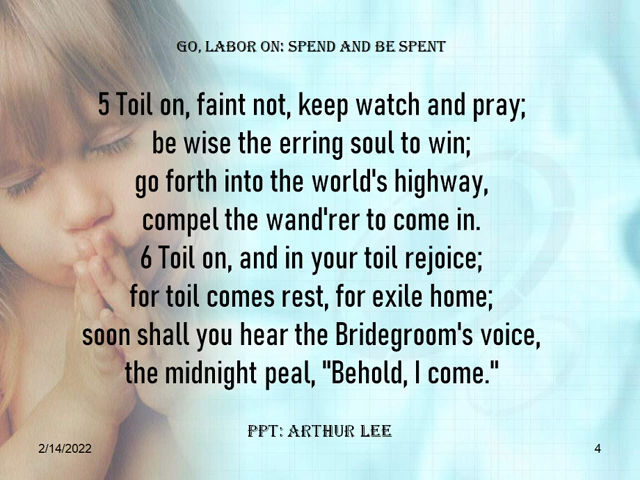 GO, LABOR ON: SPEND AND BE SPENT
5 Toil on, faint not, keep watch and pray;
be wise the erring soul to win;
go forth into the world's highway,
compel the wand'rer to come in.
6 Toil on, and in your toil rejoice;
for toil comes rest, for exile home;
soon shall you hear the Bridegroom's voice,
the midnight peal, "Behold, I come."
PPT: ARTHUR LEE
2/14/2022
4